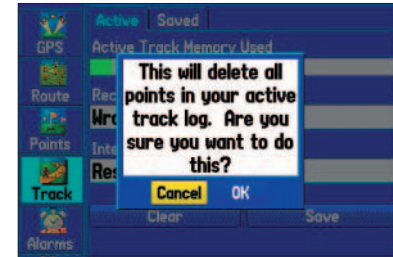 Active Saved
GPS
Active Track Memory Used
Route
This will delete all
points in your active
track log. Are you
sure you want to do
this?
Cancel OK
Points
Track
Clear Save
Alarms